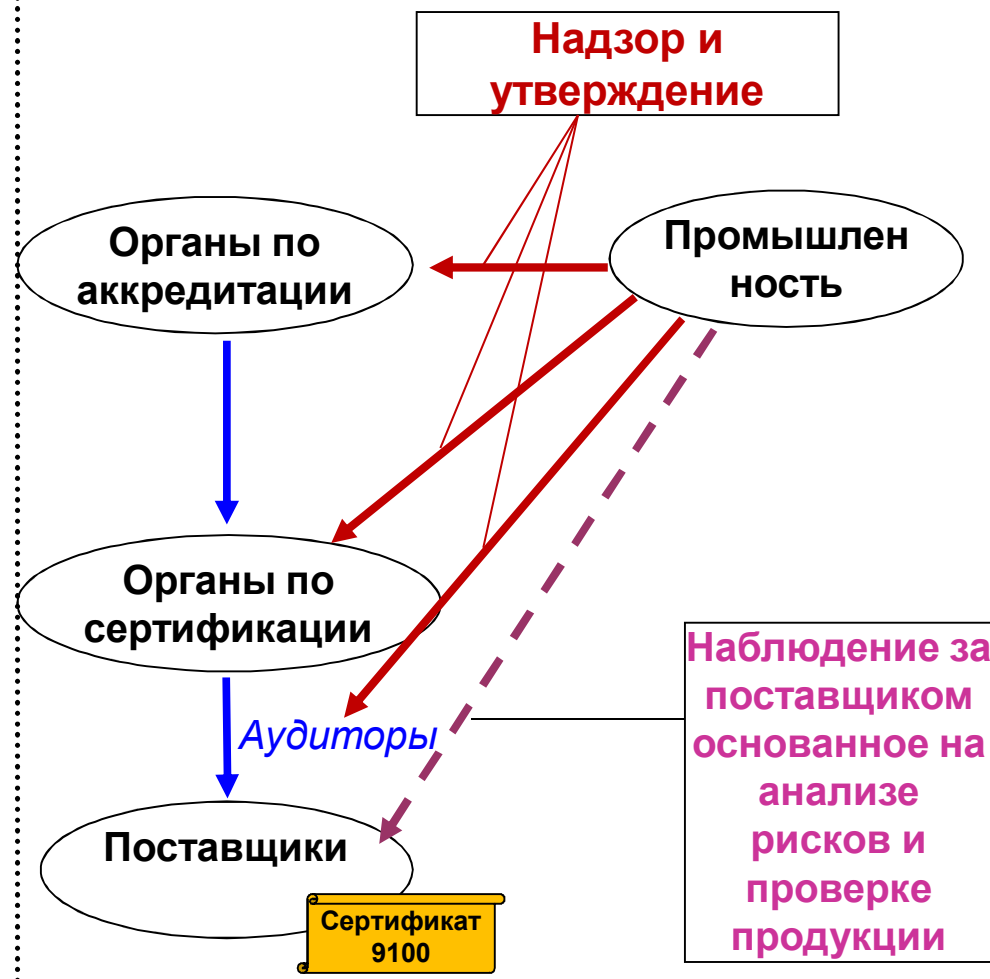 Надзор и
утверждение
Органы по
аккредитации
Промышлен
ность
Органы по
сертификации
Аудиторы
Наблюдение за
поставщиком
основанное на
анализе
рисков и
проверке
продукции
Поставщики
Сертификат
9100